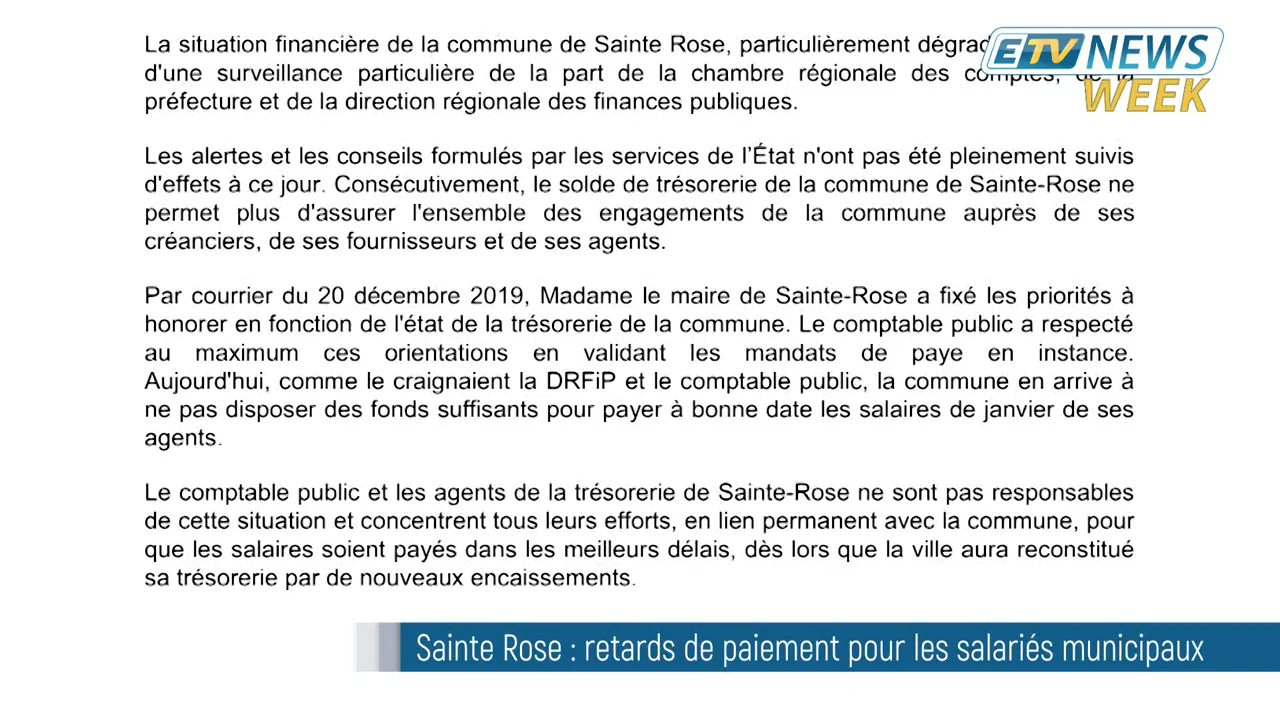 La situation financière de la commune de Sainte Rose, particulièrement
d'une surveillance particulière de la part de la chambre régionale des comptes, de la
préfecture et de la direction régionale des finances publiques.
Les alertes et les conseils formulés par les services de l'État n'ont pas été pleinement suivis
d'effets à ce jour. Consécutivement, le solde de trésorerie de la commune de Sainte-Rose ne
permet plus d'assurer l'ensemble des engagements de la commune auprès de ses
créanciers, de ses fournisseurs et de ses agents.
Par courrier du 20 décembre 2019, Madame le maire de Sainte-Rose a fixé les priorités à
honorer en fonction de l'état de la trésorerie de la commune. Le comptable public a respecté
au maximum ces orientations en validant les mandats de paye en instance.
Aujourd'hui, comme le craignaient la DRFiP et le comptable public, la commune en arrive à
ne pas disposer des fonds suffisants pour payer à bonne date les salaires de janvier de ses
agents.
Le comptable public et les agents de la trésorerie de Sainte-Rose ne sont pas responsables
de cette situation et concentrent tous leurs efforts, en lien permanent avec la commune, pour
que les salaires soient payés dans les meilleurs délais, dès lors que la ville aura reconstitué
sa trésorerie par de nouveaux encaissements.
ETV NEWS
WEEK
Sainte Rose : retards de paiement pour les salariés municipaux